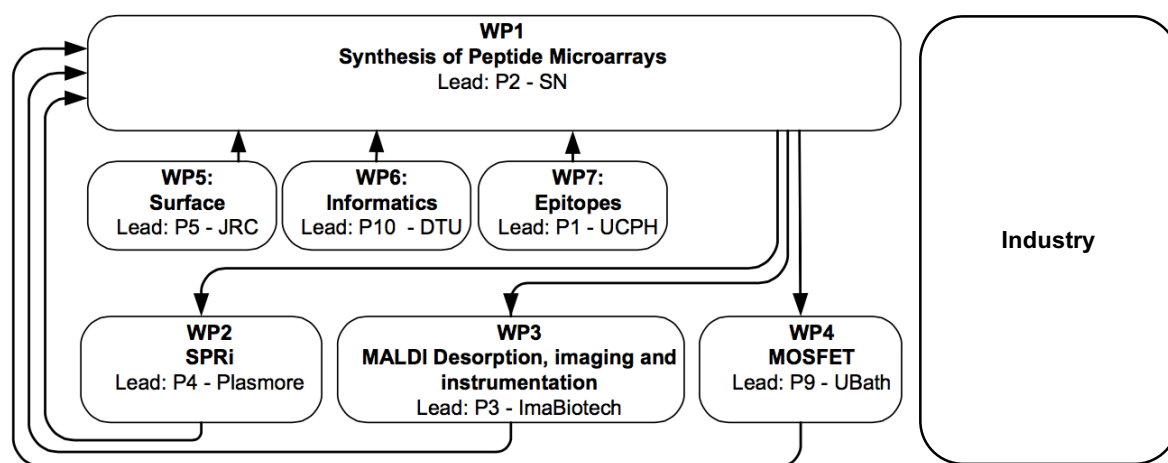 WP1
Synthesis of Peptide Microarrays
Lead: P2 - SN
WP5:
Surface
Lead: P5 - JRC
WP6:
Informatics
Lead: P10 - DTU
WP7:
Epitopes
Lead: P1 - UCPH
Industry
WP2
SPRi
Lead: P4 - Plasmore
WP3
MALDI Desorption, imaging and
instrumentation
Lead: P3 - ImaBiotech
WP4
MOSFET
Lead: P9 - UBath